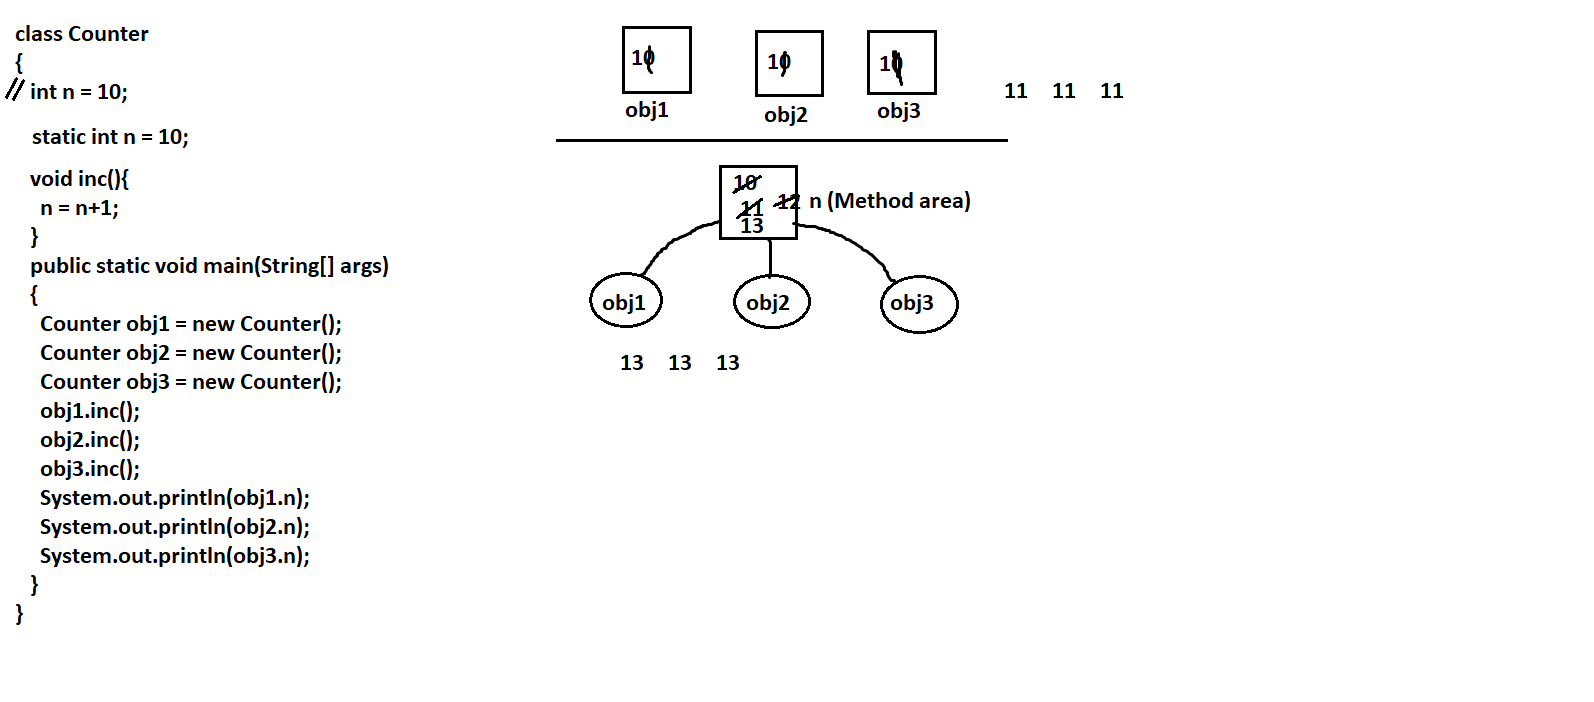 class Counter
{
// int n = 10;
static int n = 10;
void inc(){
n = n+1;
}
public static void main(String[] args)
{
Counter obj1 = new Counter();
Counter obj2 = new Counter();
Counter obj3 = new Counter();
obj1.inc();
obj2.inc();
obj3.inc();
System.out.println(obj1.n);
System.out.println(obj2.n);
System.out.println(obj3.n);
}
}
10 10 10
obj1 obj2 obj3
11 11 11
10
11 12 n (Method area)
13
obj1 obj2 obj3
13 13 13